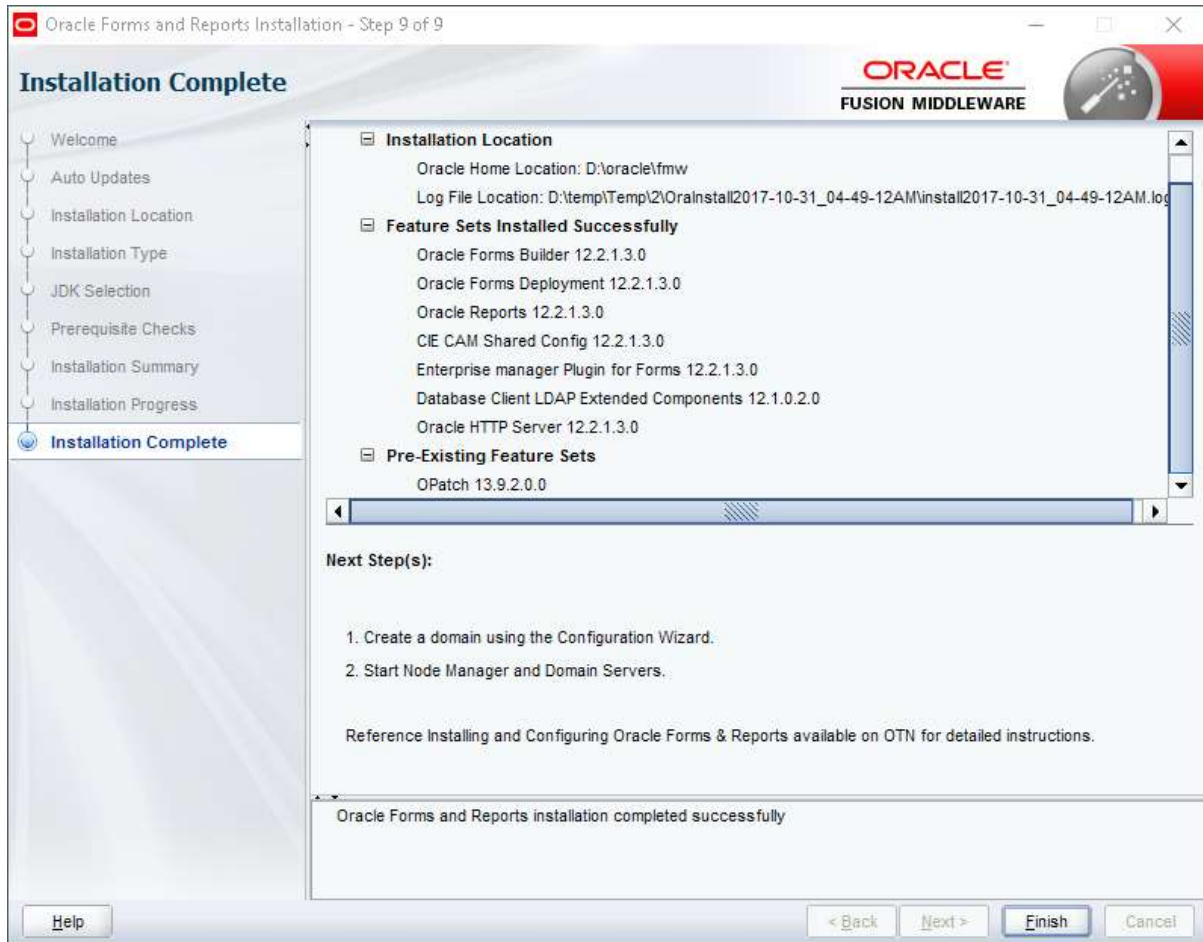 Oracle Forms and Reports Installation - Step 9 of 9
Installation Complete
ORACLE
FUSION MIDDLEWARE
Welcome
Auto Updates
Installation Location
Installation Type
JDK Selection
Prerequisite Checks
Installation Summary
Installation Progress
Installation Complete
Installation Location
Oracle Home Location: D:\oracle\fmw
Log File Location: D:\temp\Temp\2\OraInstall2017-10-31_04-49-12AM\install2017-10-31_04-49-12AM.log
Feature Sets Installed Successfully
Oracle Forms Builder 12.2.1.3.0
Oracle Forms Deployment 12.2.1.3.0
Oracle Reports 12.2.1.3.0
CIE CAM Shared Config 12.2.1.3.0
Enterprise manager Plugin for Forms 12.2.1.3.0
Database Client LDAP Extended Components 12.1.0.2.0
Oracle HTTP Server 12.2.1.3.0
Pre-Existing Feature Sets
OPatch 13.9.2.0.0
Next Step(s):
1. Create a domain using the Configuration Wizard.
2. Start Node Manager and Domain Servers.
Reference Installing and Configuring Oracle Forms & Reports available on OTN for detailed instructions.
Oracle Forms and Reports installation completed successfully
Help
< Back
Next >
Finish
Cancel